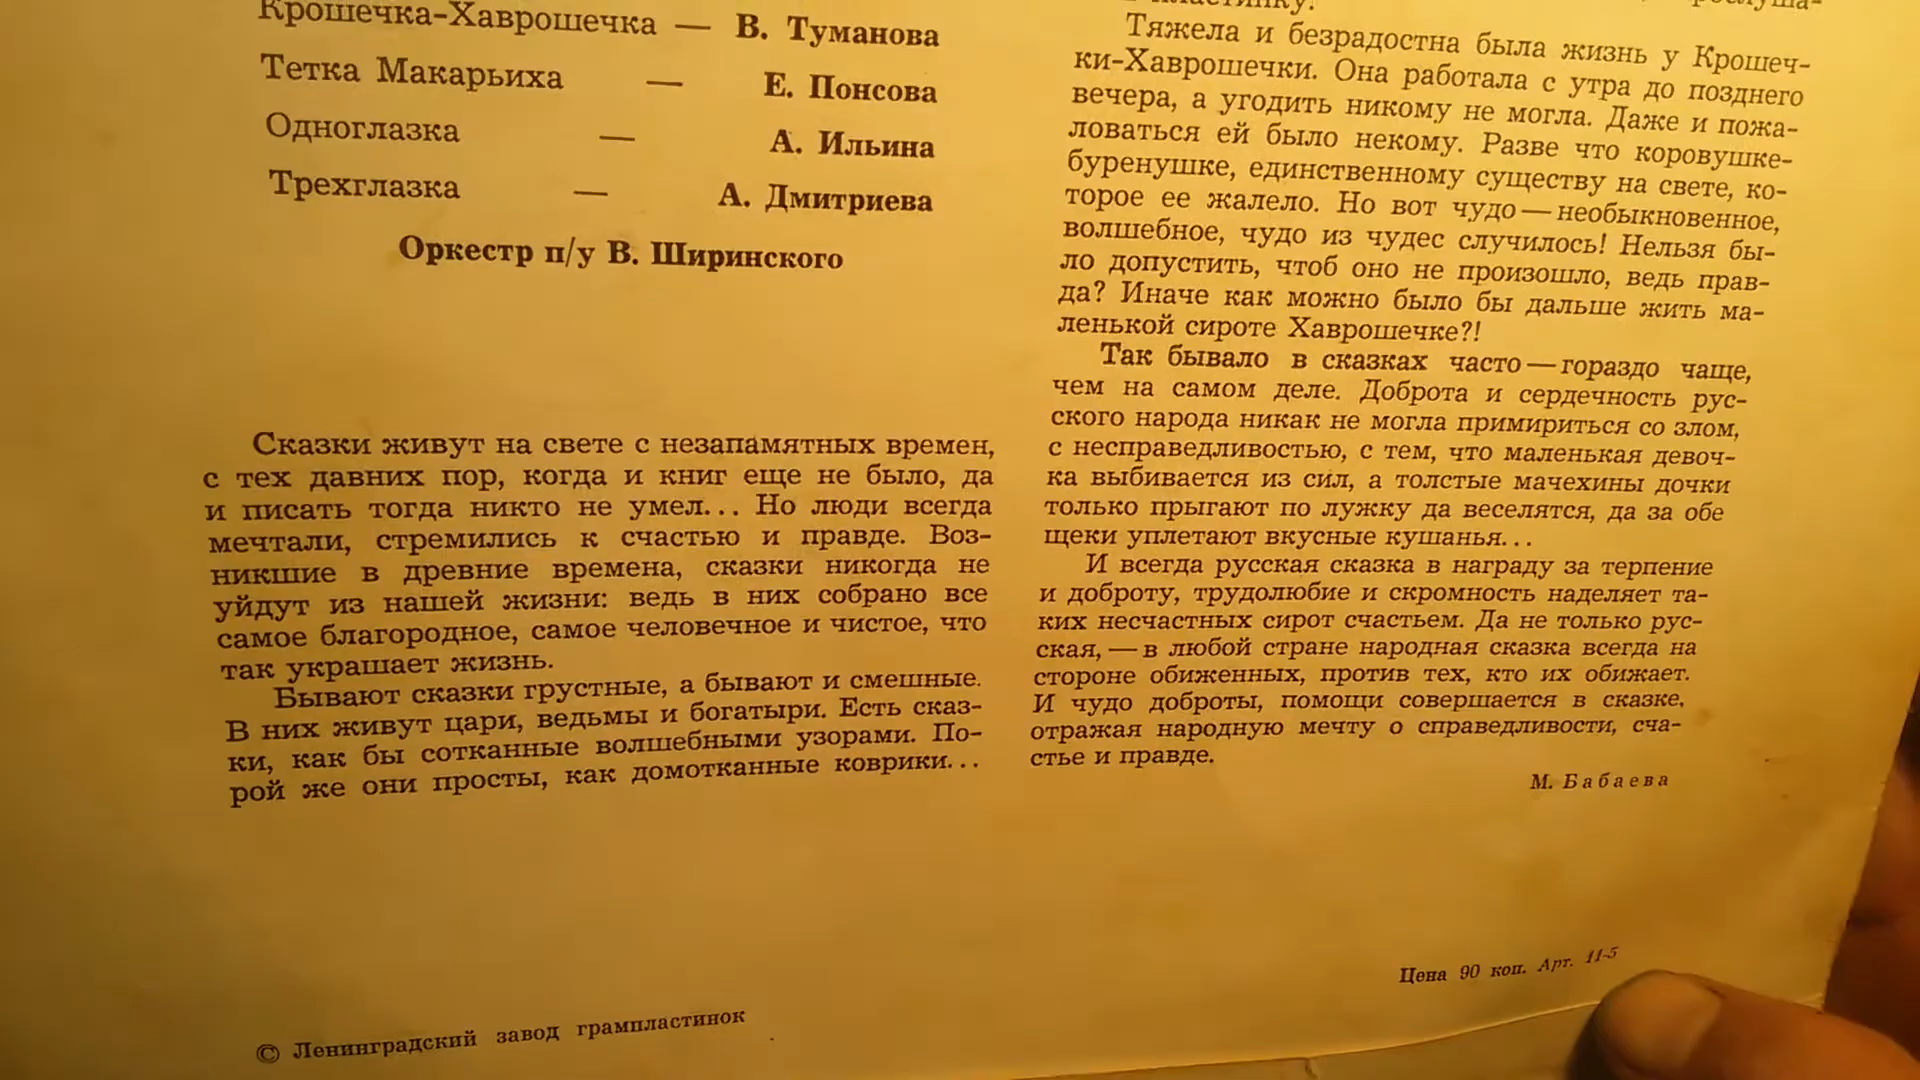 Крошечка-Хаврошечка — В. Туманова
Тетка Макарьиха — Е. Понсова
Одноглазка — А. Ильина
Трехглазка — А. Дмитриева
Оркестр п/у В. Ширинского
Сказки живут на свете с незапамятных времен,
с тех давних пор, когда и книг еще не было, да
и писать тогда никто не умел... Но люди всегда
мечтали, стремились к счастью и правде. Воз-
никшие в древние времена, сказки никогда не
уйдут из нашей жизни: ведь в них собрано все
самое благородное, самое человечное и чистое, что
так украшает жизнь.
Бывают сказки грустные, а бывают и смешные.
В них живут цари, ведьмы и богатыри. Есть сказ-
ки, как бы сотканные волшебными узорами. По-
рой же они просты, как домотканные коврики...
Тяжела и безрадостна была жизнь у Крошеч-
ки-Хаврошечки. Она работала с утра до позднего
вечера, а угодить никому не могла. Даже и пожа-
ловаться ей было некому. Разве что коровушке-
буренушке, единственному существу на свете, ко-
торое ее жалело. Но вот чудо — необыкновенное,
волшебное, чудо из чудес случилось! Нельзя бы-
ло допустить, чтоб оно не произошло, ведь прав-
да? Иначе как можно было бы дальше жить ма-
ленькой сироте Хаврошечке?!
Так бывало в сказках часто — гораздо чаще,
чем на самом деле. Доброта и сердечность рус-
ского народа никак не могла примириться со злом,
с несправедливостью, с тем, что маленькая девоч-
ка выбивается из сил, а толстые мачехины дочки
только прыгают по лужку да веселятся, да за обе
щеки уплетают вкусные кушанья...
И всегда русская сказка в награду за терпение
и доброту, трудолюбие и скромность наделяет та-
ких несчастных сирот счастьем. Да не только рус-
ская, — в любой стране народная сказка всегда на
стороне обиженных, против тех, кто их обижает.
И чудо доброты, помощи совершается в сказке,
отражая народную мечту о справедливости, сча-
стье и правде.
М. Бабаева
Цена 90 коп. Арт. 11-5
© Ленинградский завод грампластинок